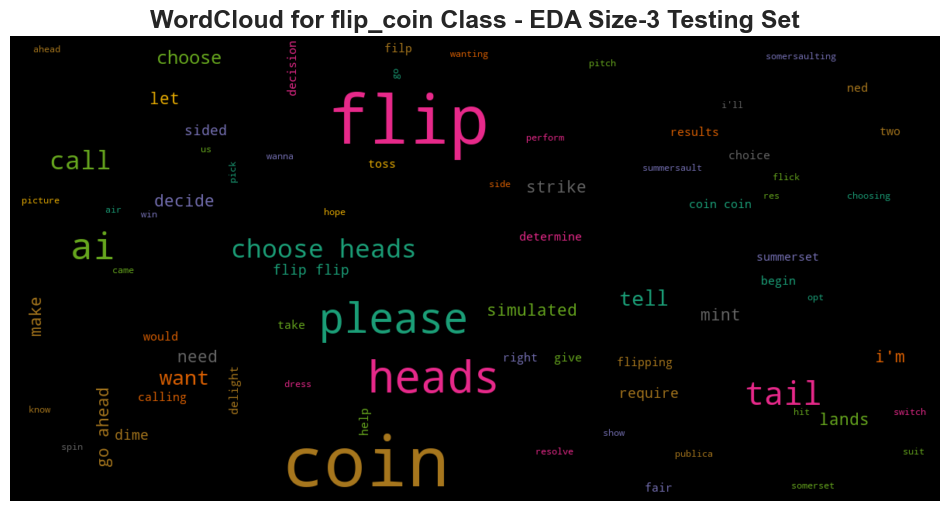 WordCloud for flip_coin Class - EDA Size-3 Testing Set
ahead
choose
decision
filp
wanting
go
pitch
somersaulting
let
flip
i'll
ned
sided
perform
results
two
call
us
pick
wanna
toss
choice
summersault
flick
picture
air
win
decide
side
strike
coin coin
res
choosing
hope
ai
came
choose heads
flip flip
determine
summerset
begin
opt
make
take
please
simulated
tell
mint
would
need
right
give
flipping
i'm
want
calling
delight
dress
heads
require
tail
know
go ahead
dime
help
hit
lands
switch
spin
coin
show
resolve
publica
suit
fair
somerset